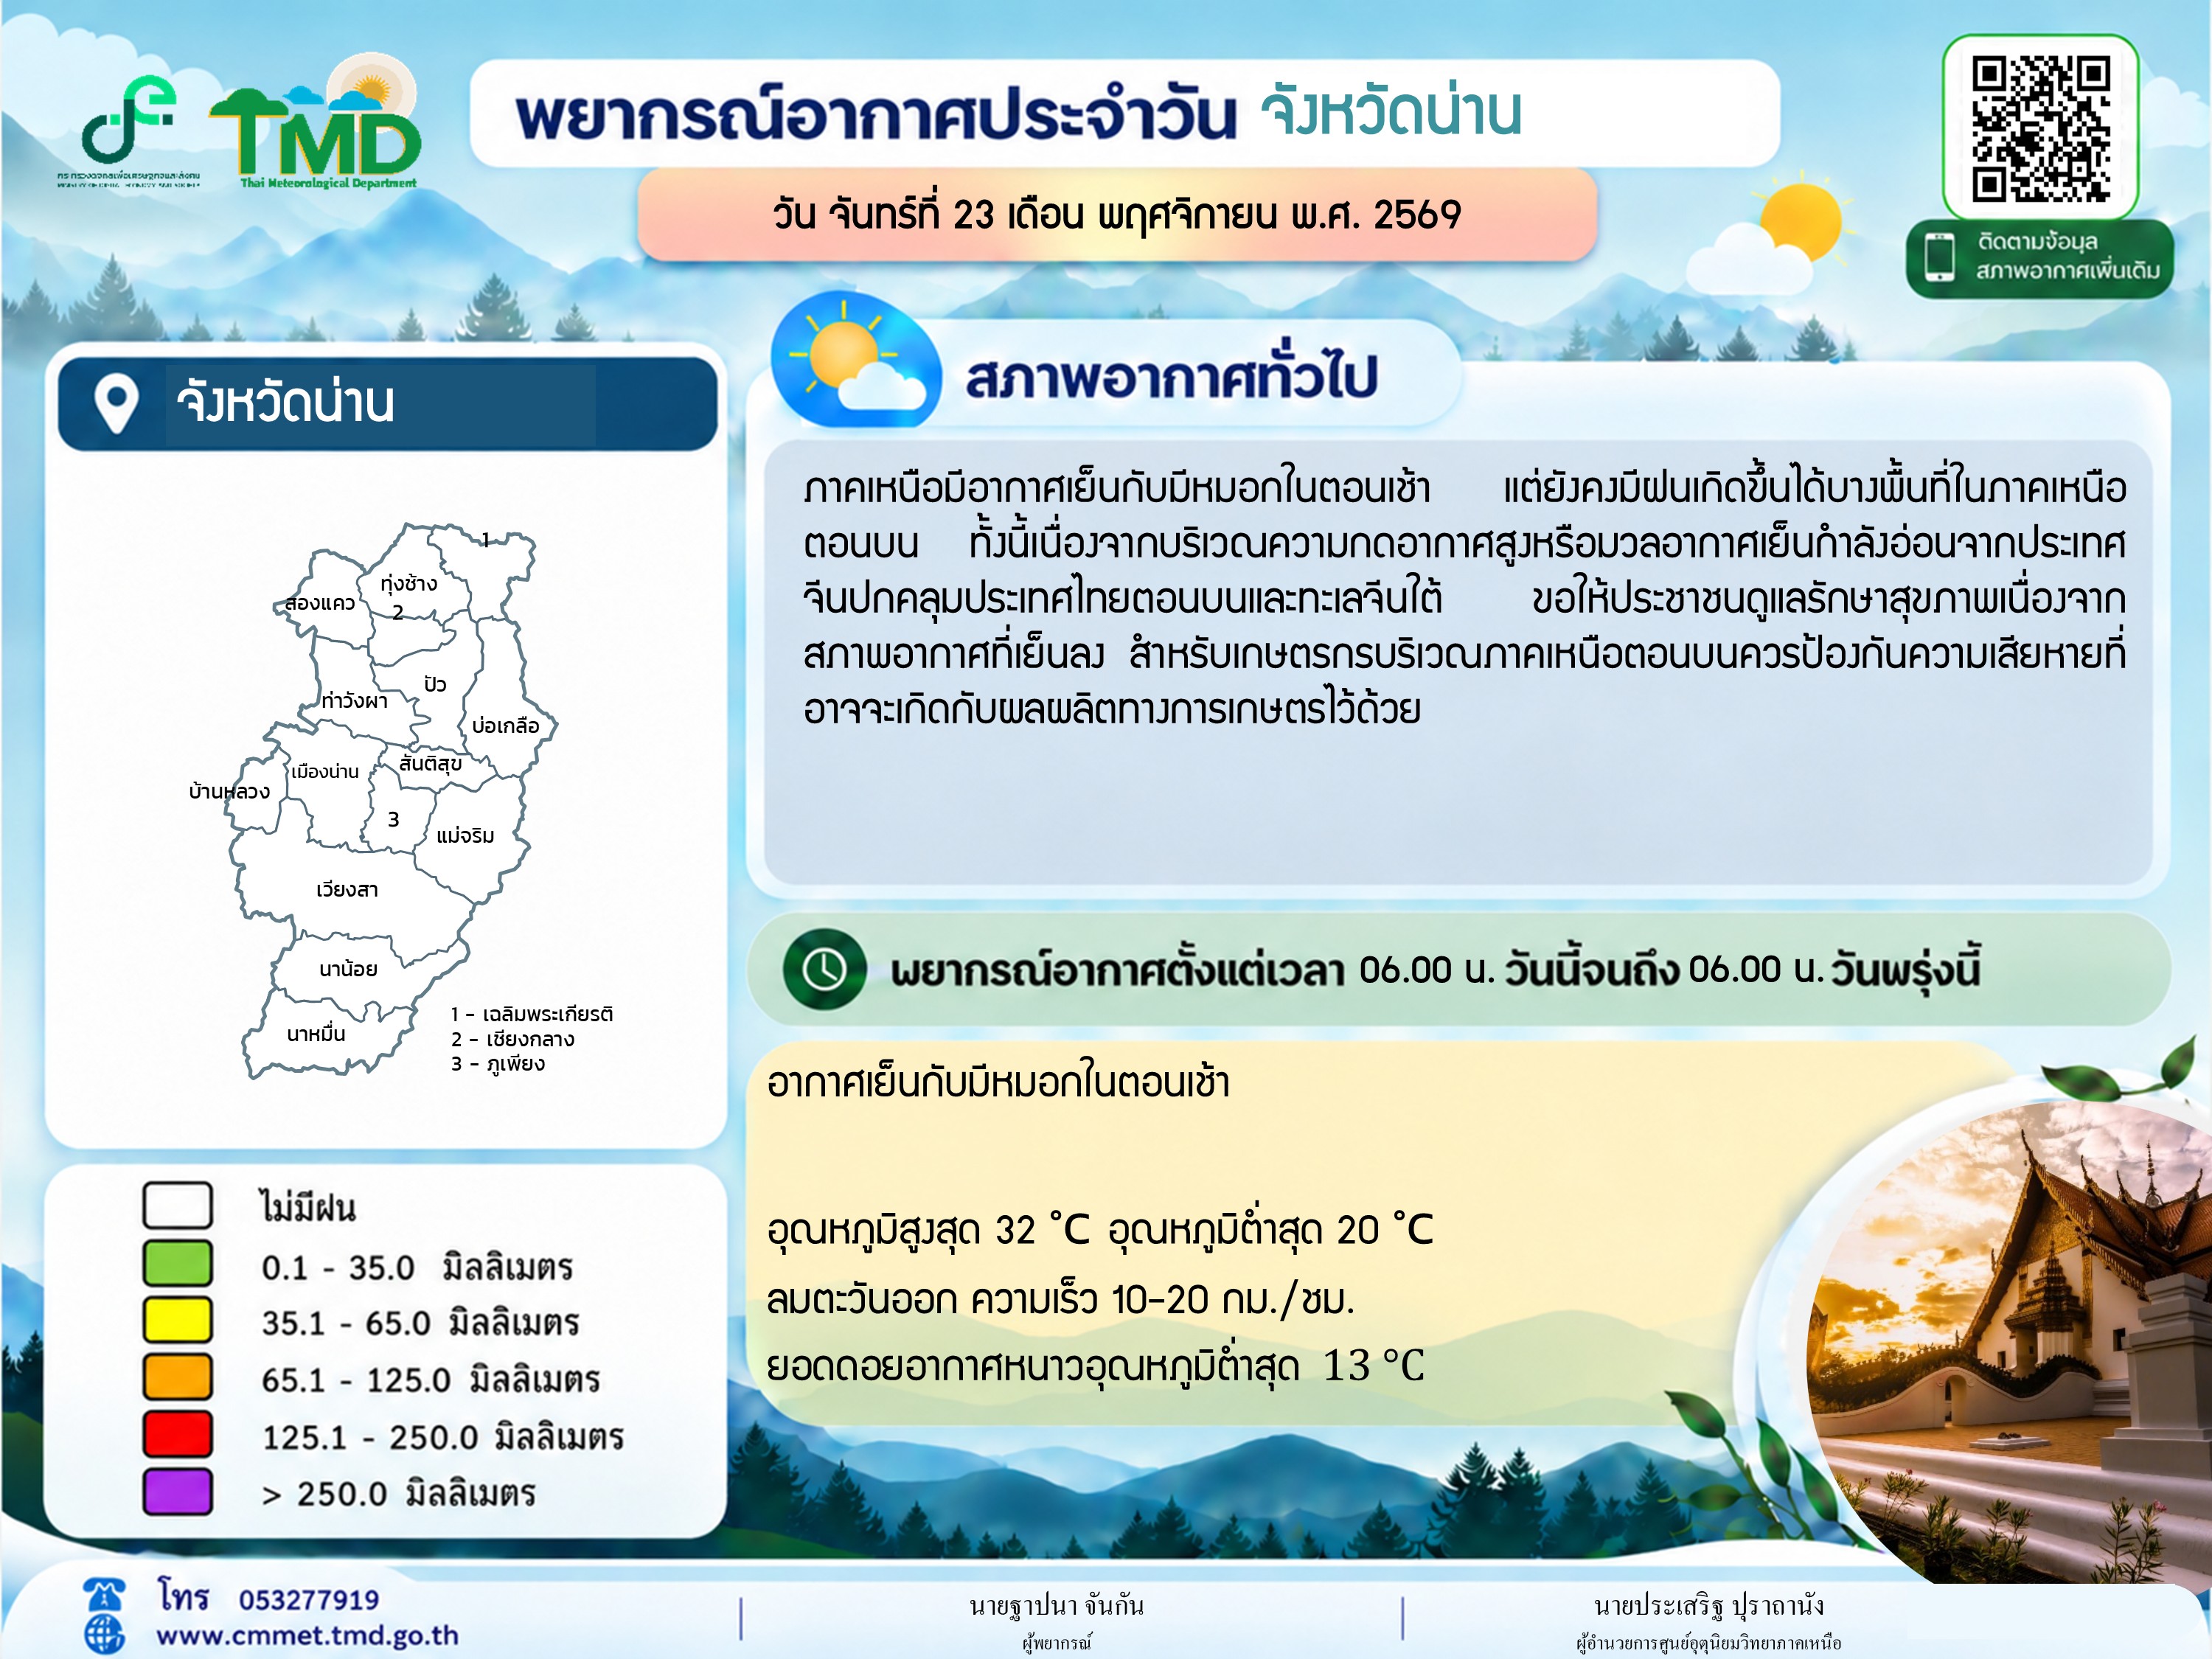 TMD
Thai Meteorological Department
พยากรณ์อากาศประจำวัน จังหวัดน่าน
วัน จันทร์ที่ 23 เดือน พฤศจิกายน พ.ศ. 2569
ติดตามข้อมูล
สภาพอากาศเพิ่มเติม
จังหวัดน่าน
1
ทุ่งช้าง
สองแคว
2
ปัว
ท่าวังผา
บ่อเกลือ
สันติสุข
เมืองน่าน
บ้านหลวง
3
แม่จริม
เวียงสา
นาน้อย
นาหมื่น
1 - เฉลิมพระเกียรติ
2 - เชียงกลาง
3 - ภูเพียง
ไม่มีฝน
0.1 - 35.0 มิลลิเมตร
35.1 - 65.0 มิลลิเมตร
65.1 - 125.0 มิลลิเมตร
125.1 - 250.0 มิลลิเมตร
> 250.0 มิลลิเมตร
สภาพอากาศทั่วไป
ภาคเหนือมีอากาศเย็นกับมีหมอกในตอนเช้า แต่ยังคงมีฝนเกิดขึ้นได้บางพื้นที่ในภาคเหนือ
ตอนบน ทั้งนี้เนื่องจากบริเวณความกดอากาศสูงหรือมวลอากาศเย็นกำลังอ่อนจากประเทศ
จีนปกคลุมประเทศไทยตอนบนและทะเลจีนใต้ ขอให้ประชาชนดูแลรักษาสุขภาพเนื่องจาก
สภาพอากาศที่เย็นลง สำหรับเกษตรกรบริเวณภาคเหนือตอนบนควรป้องกันความเสียหายที่
อาจจะเกิดกับผลผลิตทางการเกษตรไว้ด้วย
พยากรณ์อากาศตั้งแต่เวลา 06.00 น. วันนี้จนถึง 06.00 น. วันพรุ่งนี้
อากาศเย็นกับมีหมอกในตอนเช้า
อุณหภูมิสูงสุด 32 °C อุณหภูมิต่ำสุด 20 °C
ลมตะวันออก ความเร็ว 10-20 กม./ชม.
ยอดดอยอากาศหนาวอุณหภูมิต่ำสุด 13 °C
โทร 053277919
www.cmmet.tmd.go.th
นายฐาปนา จันกัน
ผู้พยากรณ์
นายประเสริฐ ปุราถานัง
ผู้อำนวยการศูนย์อุตุนิยมวิทยาภาคเหนือ